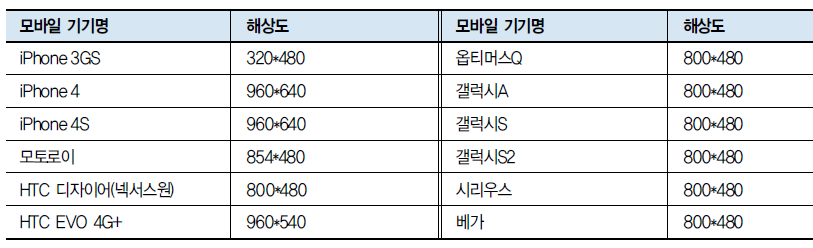 모바일 기기명 해상도 모바일 기기명 해상도
iPhone 3GS 320*480 옵티머스Q 800*480
iPhone 4 960*640 갤럭시A 800*480
iPhone 4S 960*640 갤럭시S 800*480
모토로이 854*480 갤럭시S2 800*480
HTC 디자이어(넥서스원) 800*480 시리우스 800*480
HTC EVO 4G+ 960*540 베가 800*480